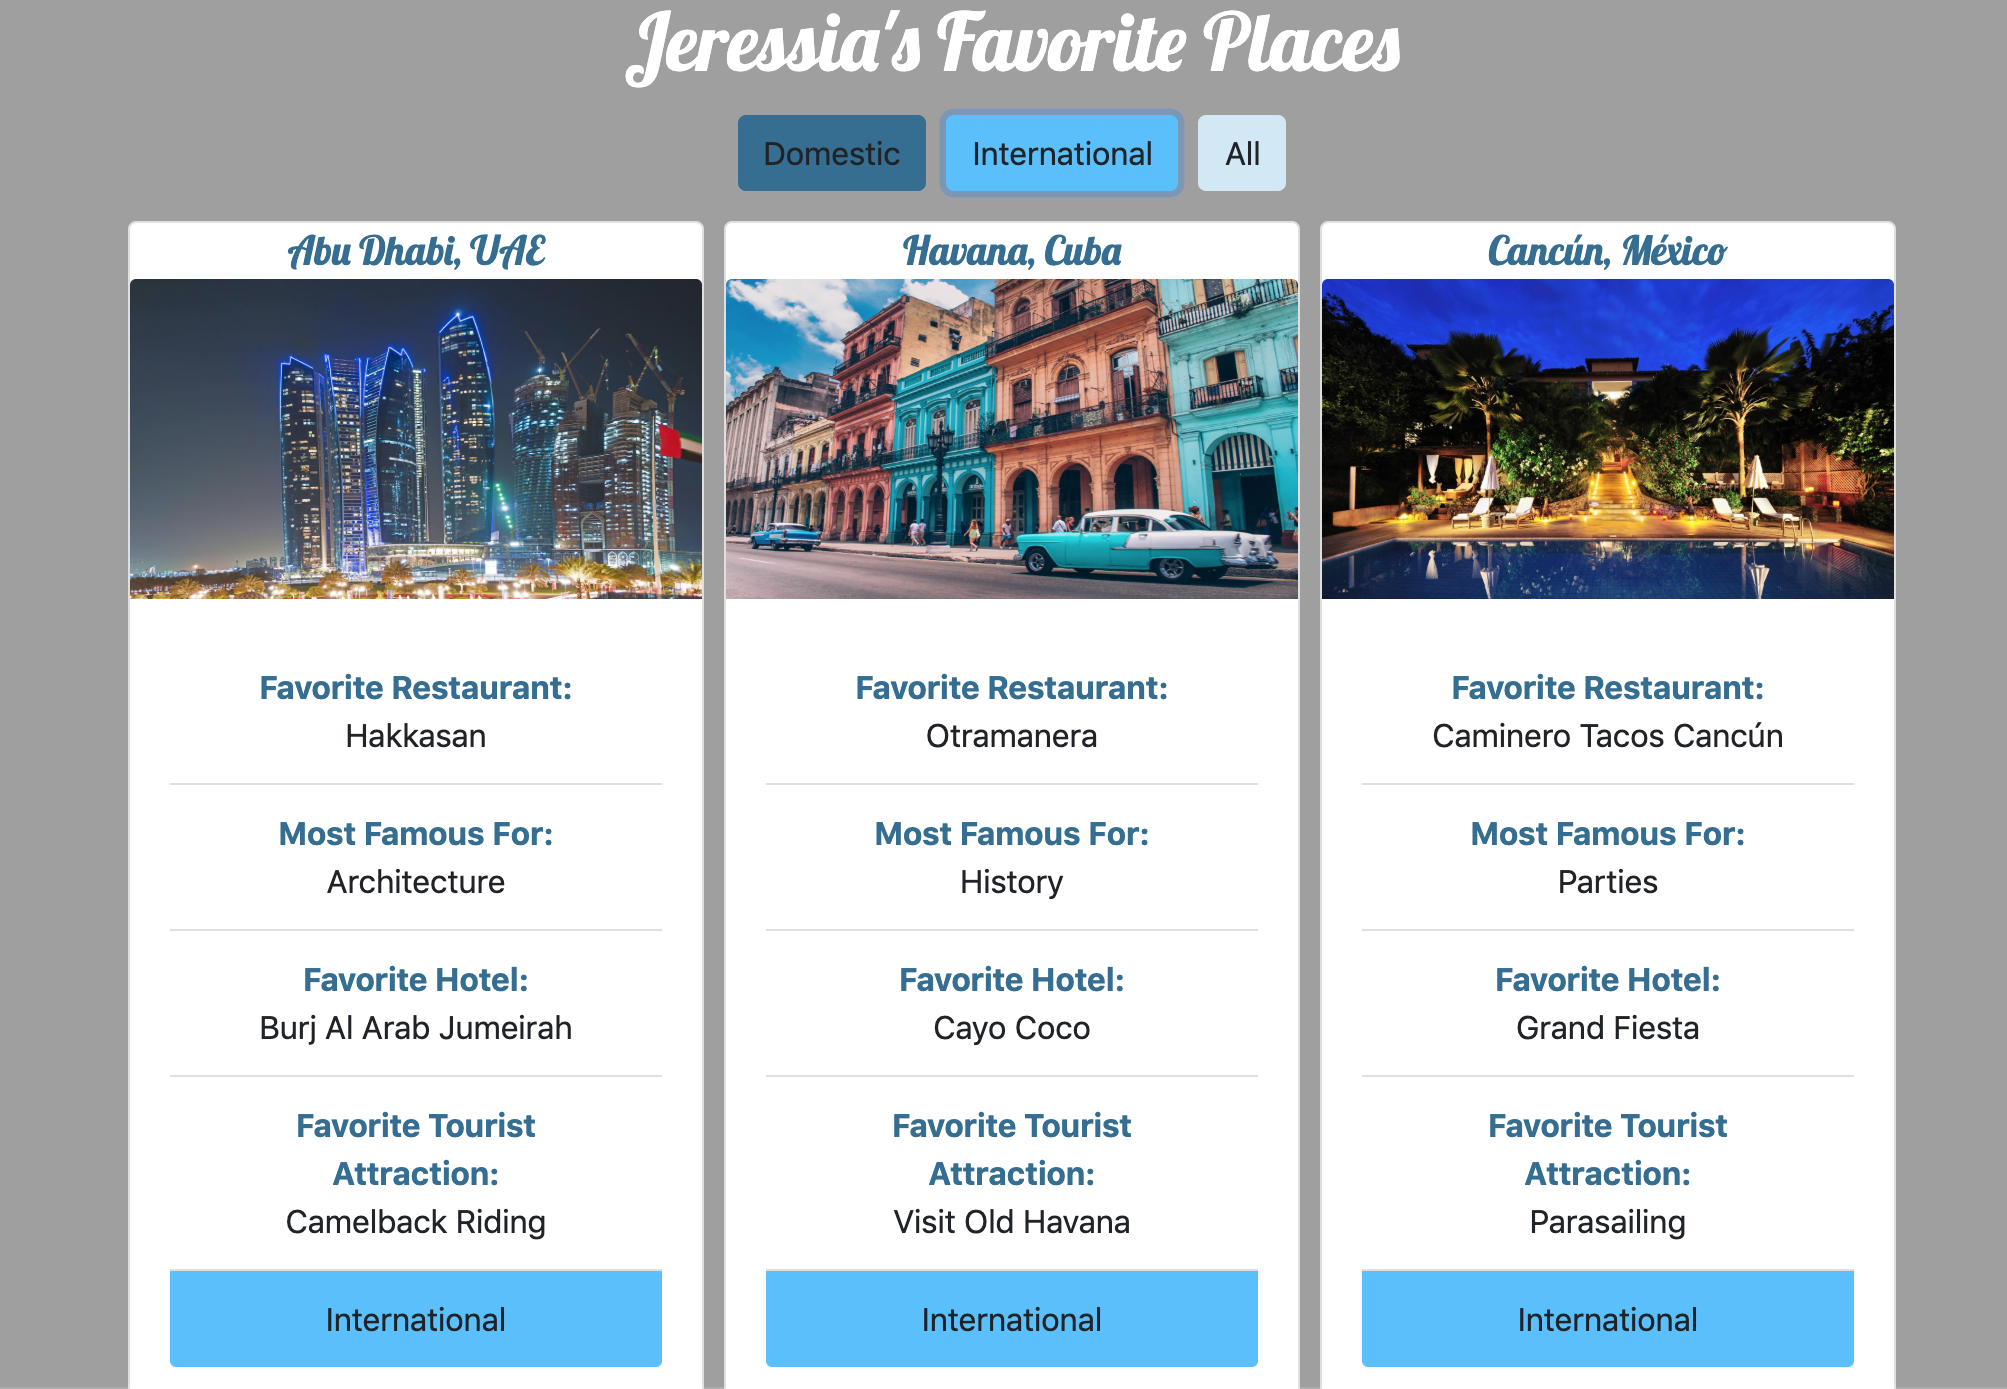 Jeressia's Favorite Places
Domestic
International
All
Abu Dhabi, UAE
Favorite Restaurant:
Hakkasan
Most Famous For:
Architecture
Favorite Hotel:
Burj Al Arab Jumeirah
Favorite Tourist
Attraction:
Camelback Riding
International
Havana, Cuba
Favorite Restaurant:
Otramanera
Most Famous For:
History
Favorite Hotel:
Cayo Coco
Favorite Tourist
Attraction:
Visit Old Havana
International
Cancún, México
Favorite Restaurant:
Caminero Tacos Cancún
Most Famous For:
Parties
Favorite Hotel:
Grand Fiesta
Favorite Tourist
Attraction:
Parasailing
International